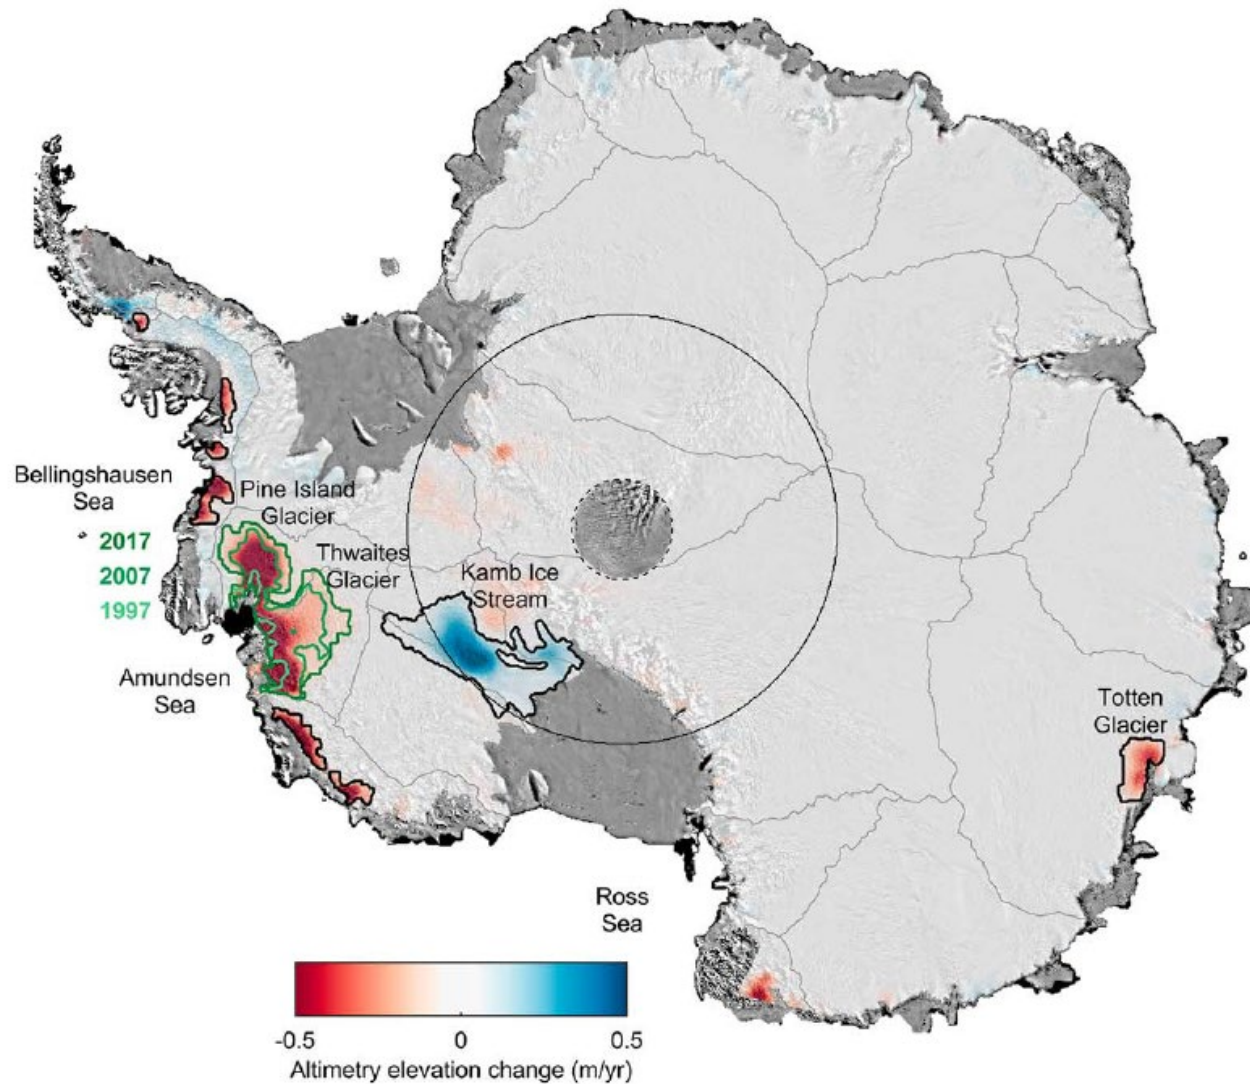 Bellingshausen
Sea
Pine Island
Glacier
2017
2007
1997
Thwaites
Glacier
Kamb Ice
Stream
Amundsen
Sea
Totten
Glacier
Ross
Sea
-0.5
0
0.5
Altimetry elevation change (m/yr)